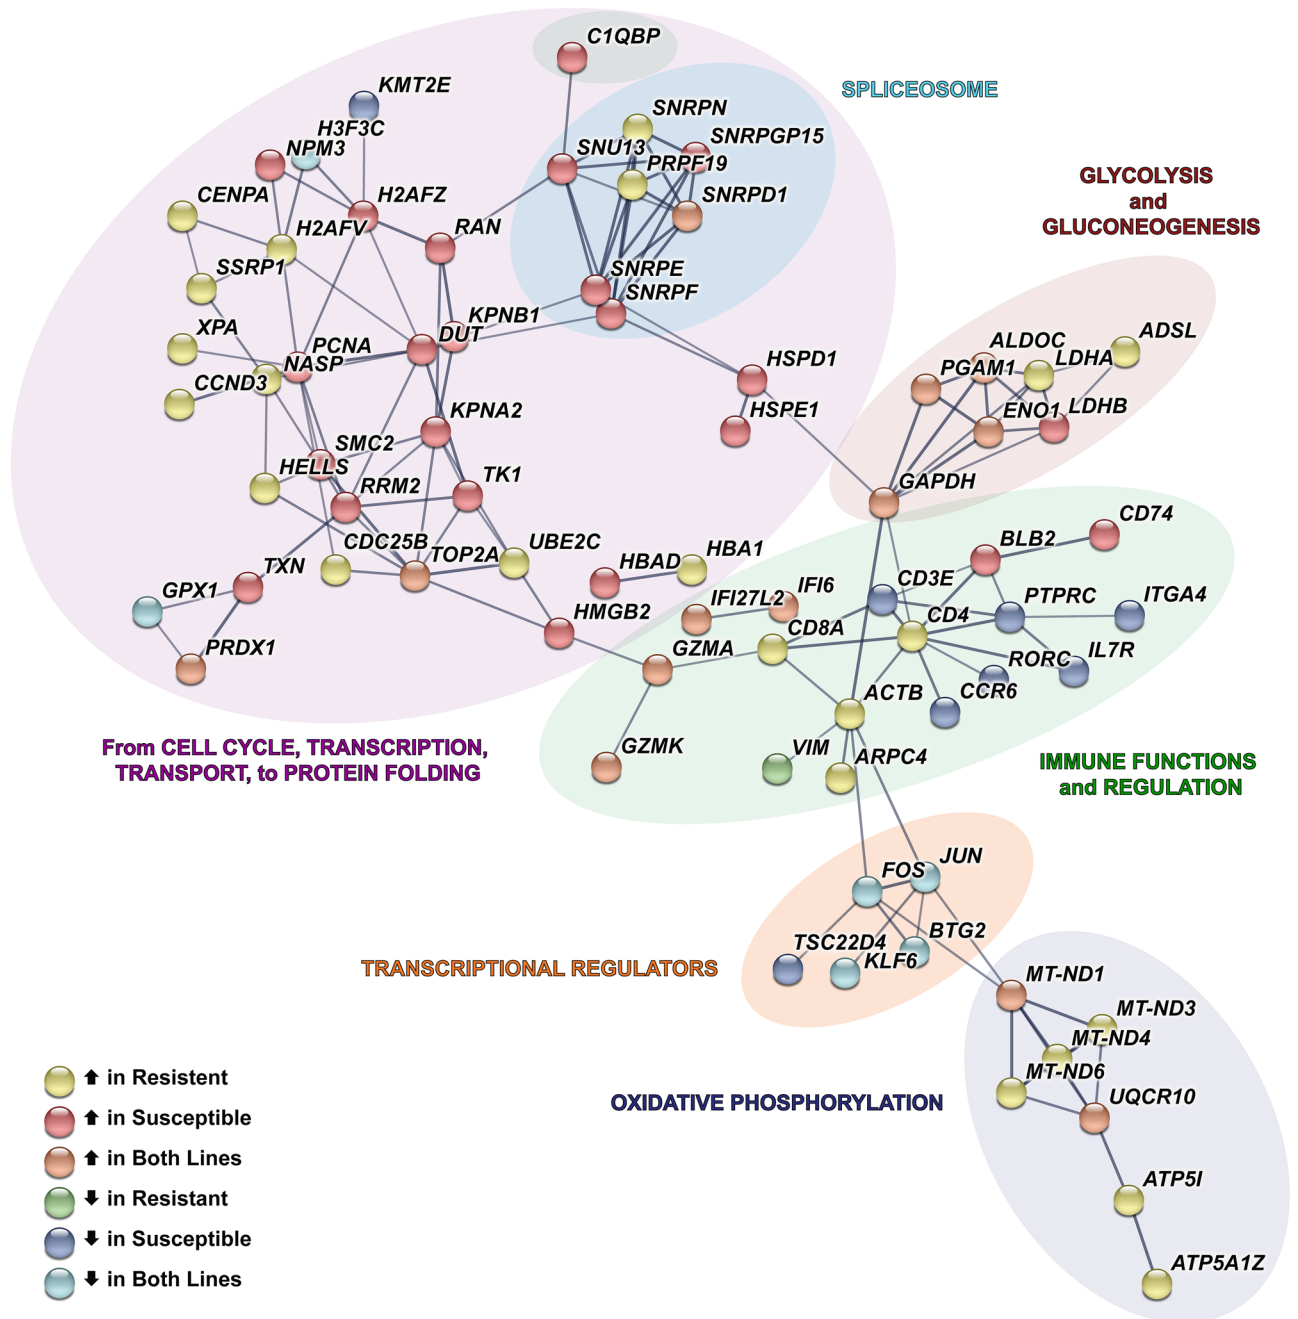 C1QBP
KMT2E
SPLICEOSOME
SNRPN
H3F3C
SNRPGP15
NPM3
SNU13
PRPF19
GLYCOLYSIS
and
GLUCONEOGENESIS
CENPA
H2AFZ
SNRPD1
H2AFV
RAN
SSRP1
SNRPE
SNRPF
XPA
KPNB1
PCNA
DUT
NASP
HSPD1
ALDOC
ADSL
PGAM1
LDHA
CCND3
KPNA2
HSPE1
ENO1
LDHB
SMC2
HELLS
RRM2
TK1
GAPDH
CDC25B
TOP2A
UBE2C
HBA1
BLB2
CD74
TXN
HBAD
GPX1
IFI27L2
IFI6
CD3E
PTPRC
ITGA4
HMGB2
CD8A
CD4
PRDX1
GZMA
RORC
IL7R
ACTB
CCR6
From CELL CYCLE, TRANSCRIPTION,
TRANSPORT, to PROTEIN FOLDING
GZMK
VIM
ARPC4
IMMUNE FUNCTIONS
and REGULATION
FOS
JUN
TSC22D4
BTG2
KLF6
TRANSCRIPTIONAL REGULATORS
MT-ND1
MT-ND3
MT-ND4
MT-ND6
UQCR10
OXIDATIVE PHOSPHORYLATION
ATP5I
ATP5A1Z
⬆ in Resistent
⬆ in Susceptible
⬆ in Both Lines
⬇ in Resistant
⬇ in Susceptible
⬇ in Both Lines